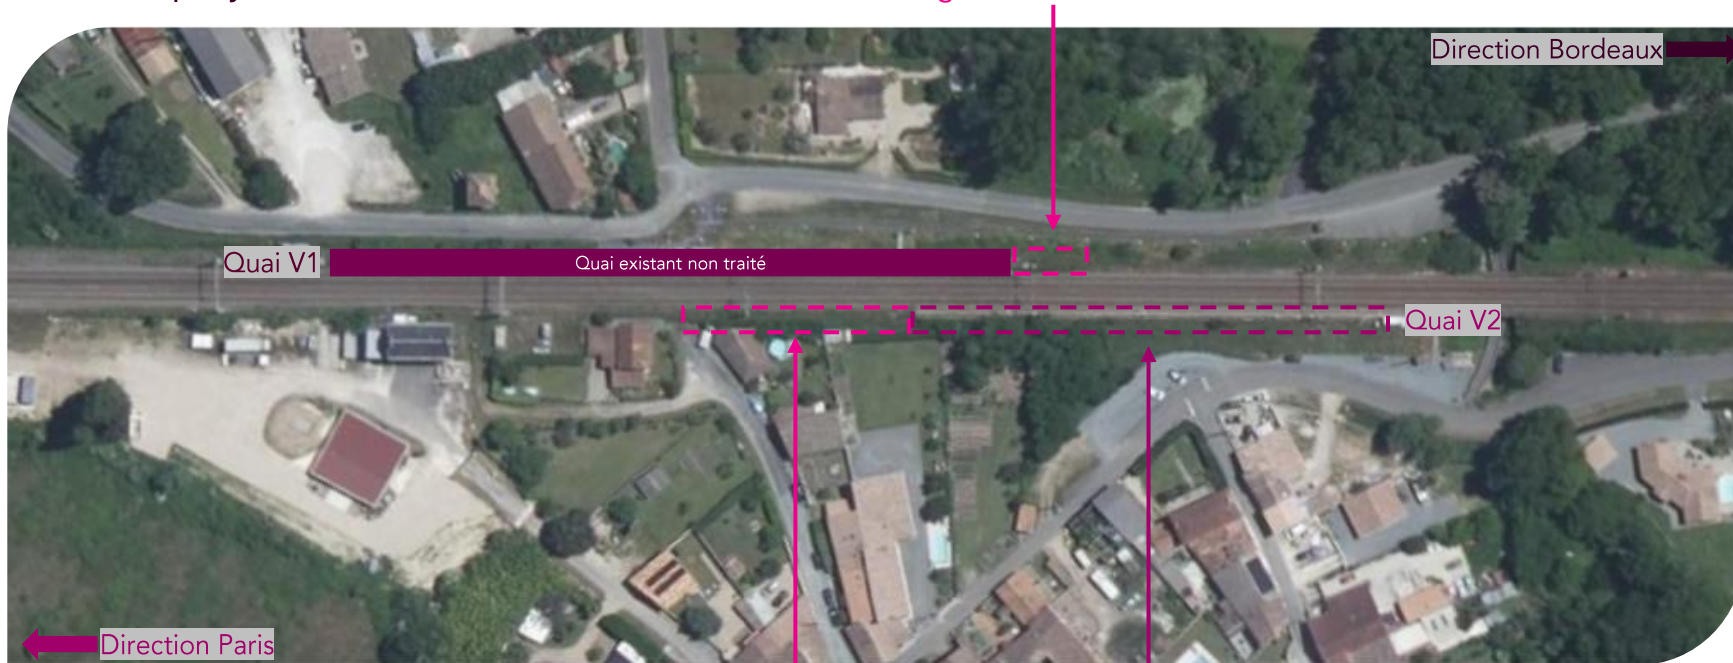 Direction Bordeaux
Quai V1
Quai existant non traité
Quai V2
Direction Paris